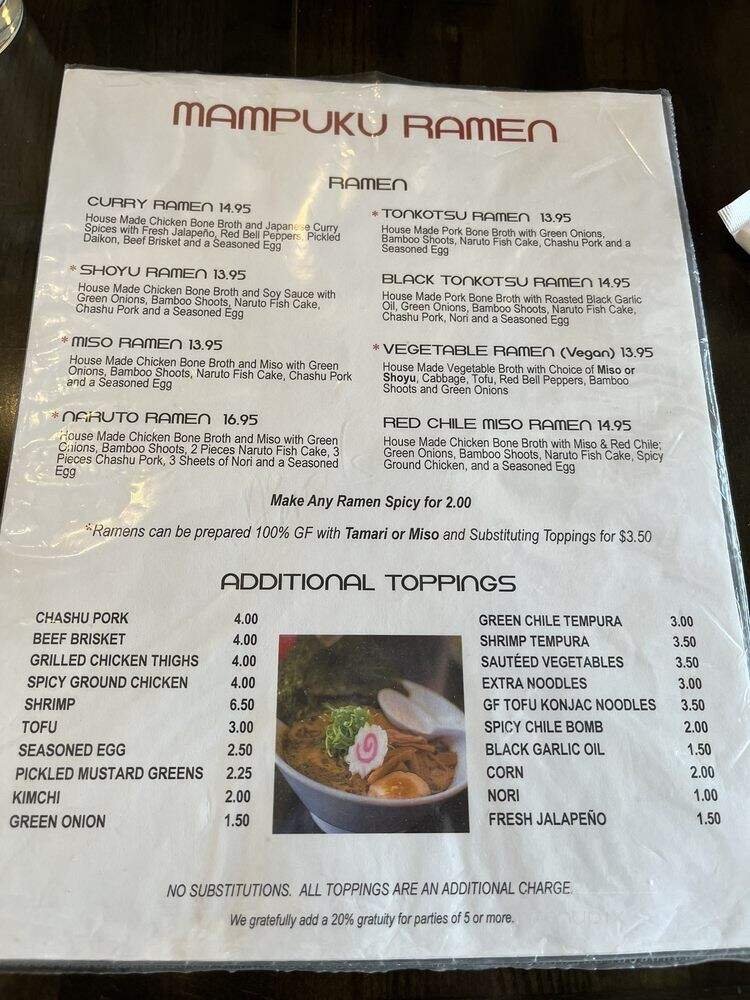 MAMPUKU RAMEN
RAMEN
CURRY RAMEN 14.95
House Made Chicken Bone Broth and Japanese Curry
Spices with Fresh Jalapeño, Red Bell Peppers, Pickled
Daikon, Beef Brisket and a Seasoned Egg
*SHOYU RAMEN 13.95
House Made Chicken Bone Broth and Soy Sauce with
Green Onions, Bamboo Shoots, Naruto Fish Cake,
Chashu Pork and a Seasoned Egg
*MISO RAMEN 13.95
House Made Chicken Bone Broth and Miso with Green
Onions, Bamboo Shoots, Naruto Fish Cake, Chashu Pork
and a Seasoned Egg
*NARUTO RAMEN 16.95
House Made Chicken Bone Broth and Miso with Green
Onions, Bamboo Shoots, 2 Pieces Naruto Fish Cake, 3
Pieces Chashu Pork, 3 Sheets of Nori and a Seasoned
Egg
*TONKOTSU RAMEN 13.95
House Made Pork Bone Broth with Green Onions,
Bamboo Shoots, Naruto Fish Cake, Chashu Pork and a
Seasoned Egg
BLACK TONKOTSU RAMEN 14.95
House Made Pork Bone Broth with Roasted Black Garlic
Oil, Green Onions, Bamboo Shoots, Naruto Fish Cake,
Chashu Pork, Nori and a Seasoned Egg
*VEGETABLE RAMEN (Vegan) 13.95
House Made Vegetable Broth with Choice of Miso or
Shoyu, Cabbage, Tofu, Red Bell Peppers, Bamboo
Shoots and Green Onions
RED CHILE MISO RAMEN 14.95
House Made Chicken Bone Broth with Miso & Red Chile;
Green Onions, Bamboo Shoots, Naruto Fish Cake, Spicy
Ground Chicken, and a Seasoned Egg
Make Any Ramen Spicy for 2.00
*Ramens can be prepared 100% GF with Tamari or Miso and Substituting Toppings for $3.50
ADDITIONAL TOPPINGS
CHASHU PORK 4.00
BEEF BRISKET 4.00
GRILLED CHICKEN THIGHS 4.00
SPICY GROUND CHICKEN 4.00
SHRIMP 6.50
TOFU 3.00
SEASONED EGG 2.50
PICKLED MUSTARD GREENS 2.25
KIMCHI 2.00
GREEN ONION 1.50
GREEN CHILE TEMPURA 3.00
SHRIMP TEMPURA 3.50
SAUTÉED VEGETABLES 3.50
EXTRA NOODLES 3.00
GF TOFU KONJAC NOODLES 3.50
SPICY CHILE BOMB 2.00
BLACK GARLIC OIL 1.50
CORN 2.00
NORI 1.00
FRESH JALAPEÑO 1.50
NO SUBSTITUTIONS. ALL TOPPINGS ARE AN ADDITIONAL CHARGE.
We gratefully add a 20% gratuity for parties of 5 or more.